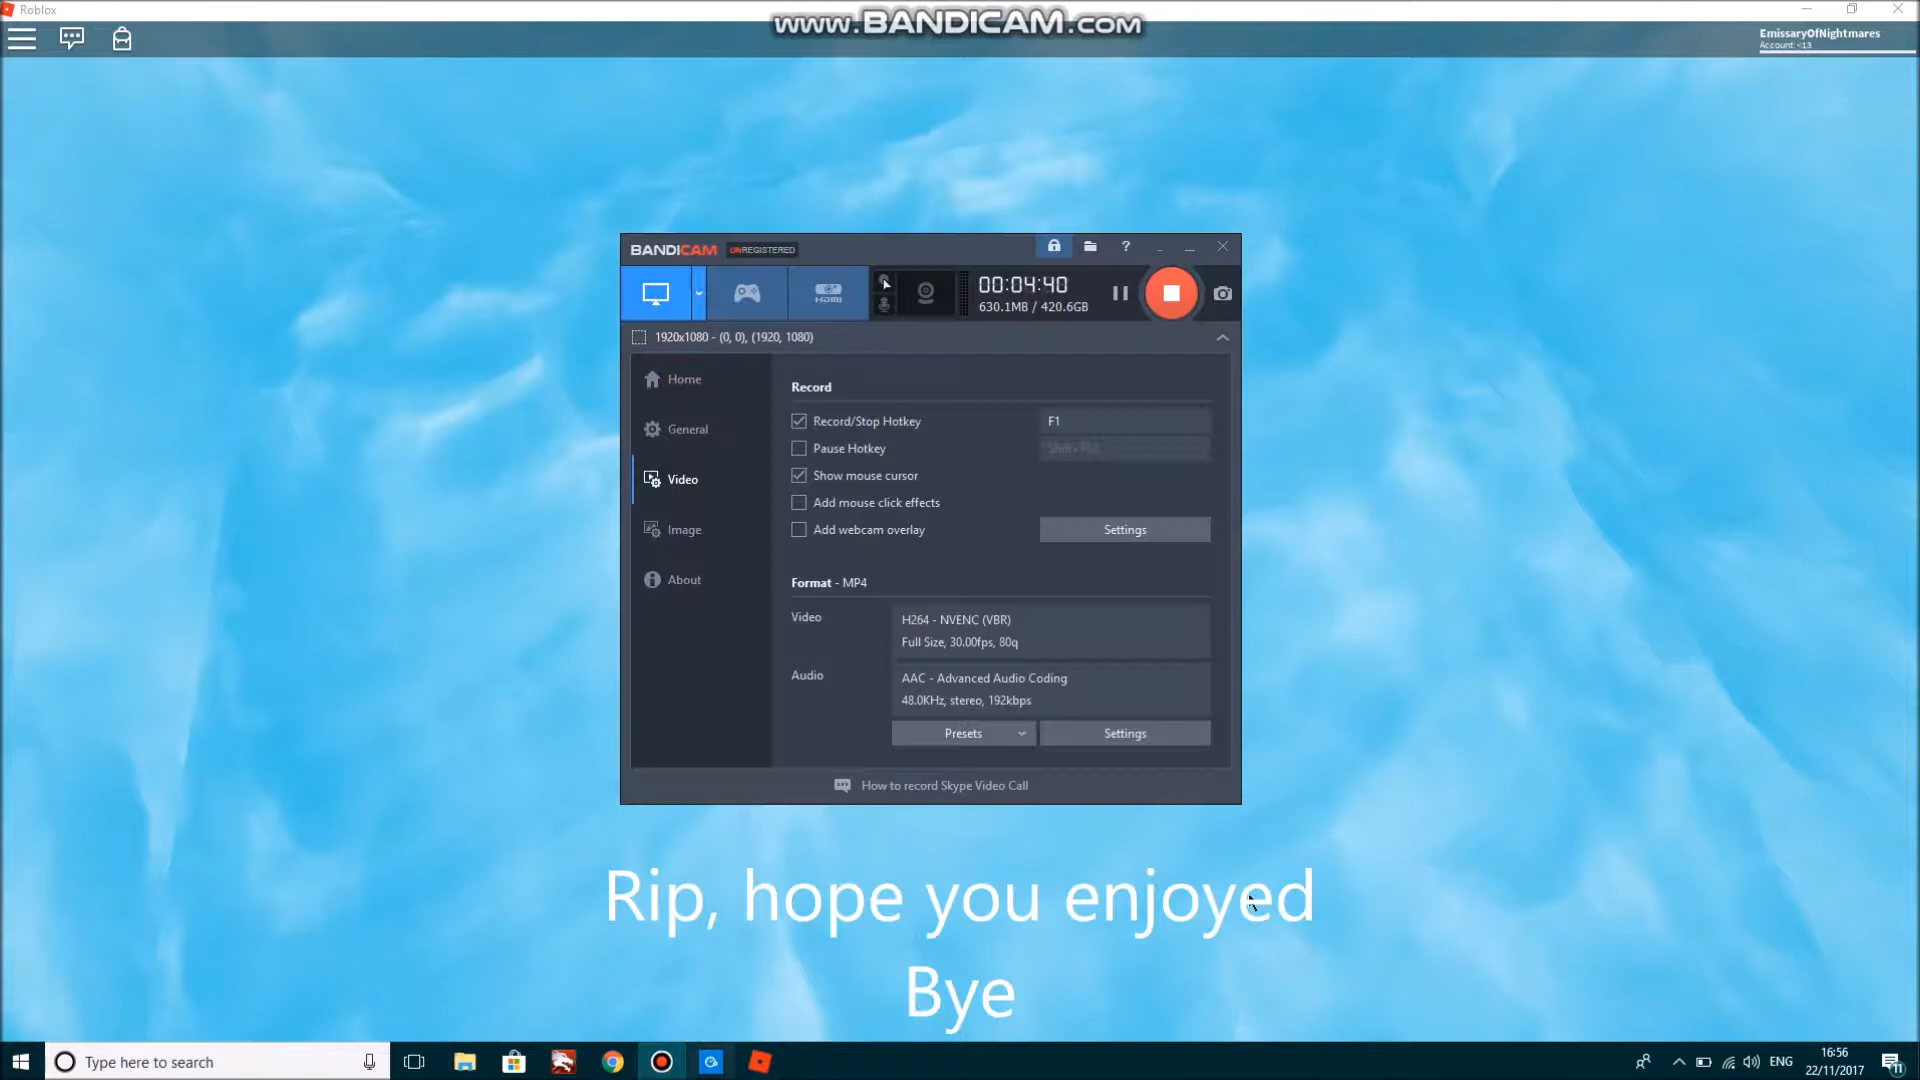 Roblox
www.BANDICAM.com
EmissaryOfNightmares
Account: <13
BANDICAM
UNREGISTERED
?
HDMI
00:04:40
630.1MB / 420.6GB
1920x1080 - (0, 0), (1920, 1080)
Home
General
Video
Image
About
Record
Record/Stop Hotkey
F1
Pause Hotkey
Show mouse cursor
Add mouse click effects
Add webcam overlay
Settings
Format - MP4
Video
H264 - NVENC (VBR)
Full Size, 30.00fps, 80q
Audio
AAC - Advanced Audio Coding
48.0KHz, stereo, 192kbps
Presets
Settings
How to record Skype Video Call
Rip, hope you enjoyed
Bye
Type here to search
ENG
16:56
22/11/2017
11